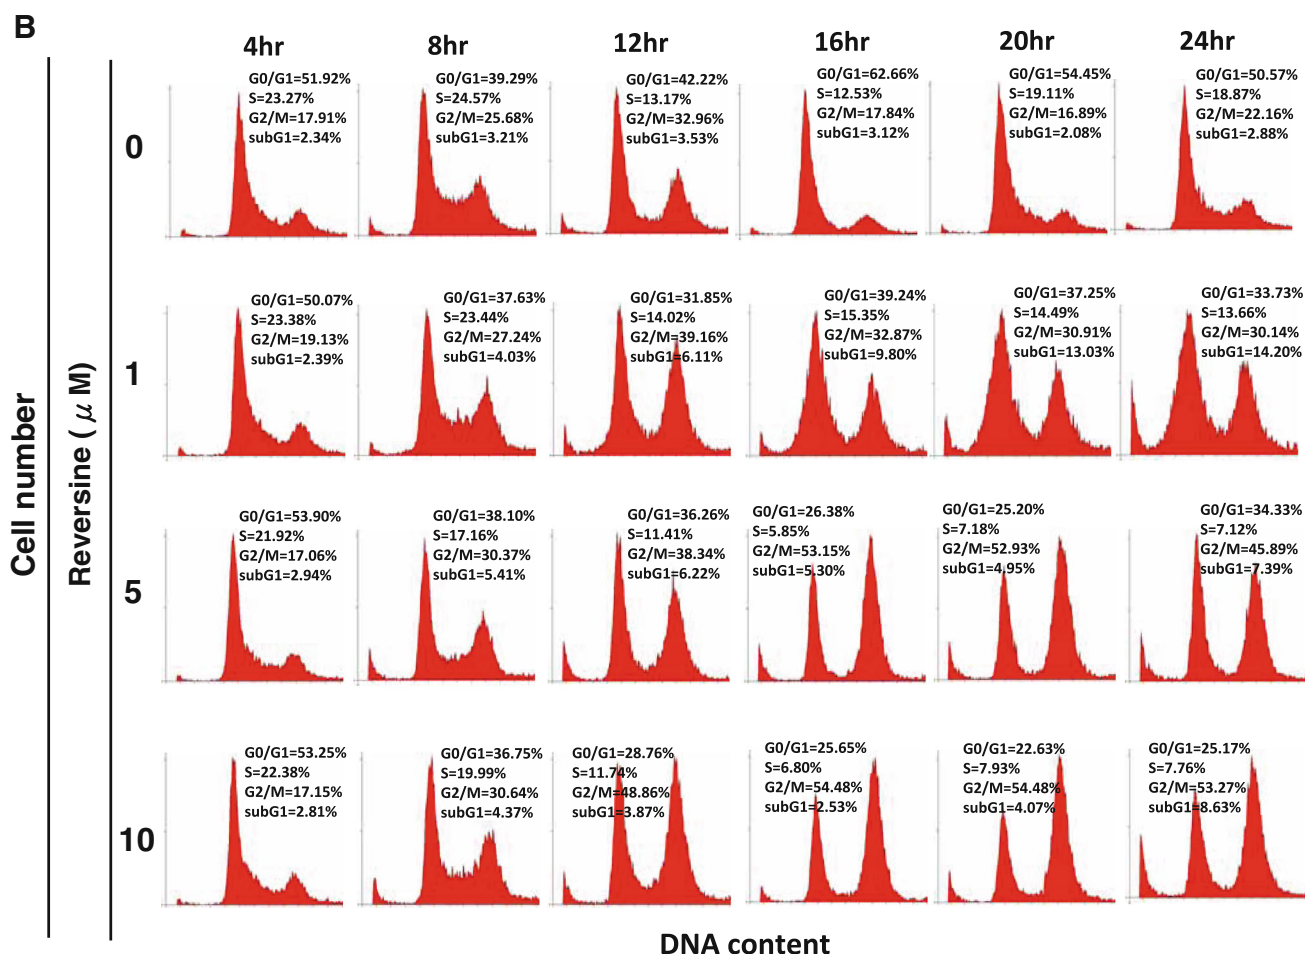 B
4hr
8hr
12hr
16hr
20hr
24hr
Cell number
Reversine ( μ M)
0
G0/G1=51.92%
S=23.27%
G2/M=17.91%
subG1=2.34%
G0/G1=39.29%
S=24.57%
G2/M=25.68%
subG1=3.21%
G0/G1=42.22%
S=13.17%
G2/M=32.96%
subG1=3.53%
G0/G1=62.66%
S=12.53%
G2/M=17.84%
subG1=3.12%
G0/G1=54.45%
S=19.11%
G2/M=16.89%
subG1=2.08%
G0/G1=50.57%
S=18.87%
G2/M=22.16%
subG1=2.88%
1
G0/G1=50.07%
S=23.38%
G2/M=19.13%
subG1=2.39%
G0/G1=37.63%
S=23.44%
G2/M=27.24%
subG1=4.03%
G0/G1=31.85%
S=14.02%
G2/M=39.16%
subG1=6.11%
G0/G1=39.24%
S=15.35%
G2/M=32.87%
subG1=9.80%
G0/G1=37.25%
S=14.49%
G2/M=30.91%
subG1=13.03%
G0/G1=33.73%
S=13.66%
G2/M=30.14%
subG1=14.20%
5
G0/G1=53.90%
S=21.92%
G2/M=17.06%
subG1=2.94%
G0/G1=38.10%
S=17.16%
G2/M=30.37%
subG1=5.41%
G0/G1=36.26%
S=11.41%
G2/M=38.34%
subG1=6.22%
G0/G1=26.38%
S=5.85%
G2/M=53.15%
subG1=5.30%
G0/G1=25.20%
S=7.18%
G2/M=52.93%
subG1=4.95%
G0/G1=34.33%
S=7.12%
G2/M=45.89%
subG1=7.39%
10
G0/G1=53.25%
S=22.38%
G2/M=17.15%
subG1=2.81%
G0/G1=36.75%
S=19.99%
G2/M=30.64%
subG1=4.37%
G0/G1=28.76%
S=11.74%
G2/M=48.86%
subG1=3.87%
G0/G1=25.65%
S=6.80%
G2/M=54.48%
subG1=2.53%
G0/G1=22.63%
S=7.93%
G2/M=54.48%
subG1=4.07%
G0/G1=25.17%
S=7.76%
G2/M=53.27%
subG1=8.63%
DNA content